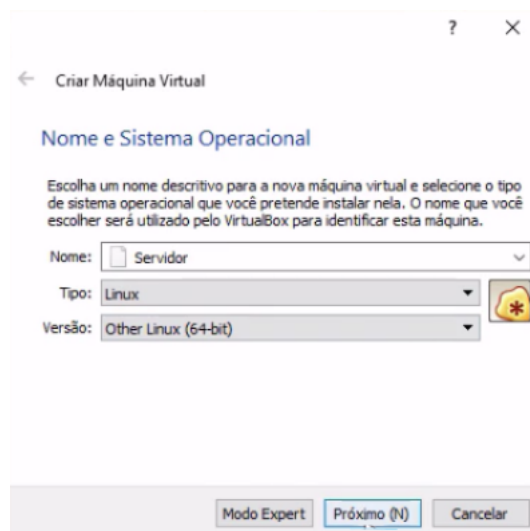 ?
Criar Máquina Virtual
Nome e Sistema Operacional
Escolha um nome descritivo para a nova máquina virtual e selecione o tipo
de sistema operacional que você pretende instalar nela. O nome que você
escolher será utilizado pelo VirtualBox para identificar esta máquina.
Nome: Servidor
Tipo: Linux
Versão: Other Linux (64-bit)
Modo Expert Próximo (N) Cancelar